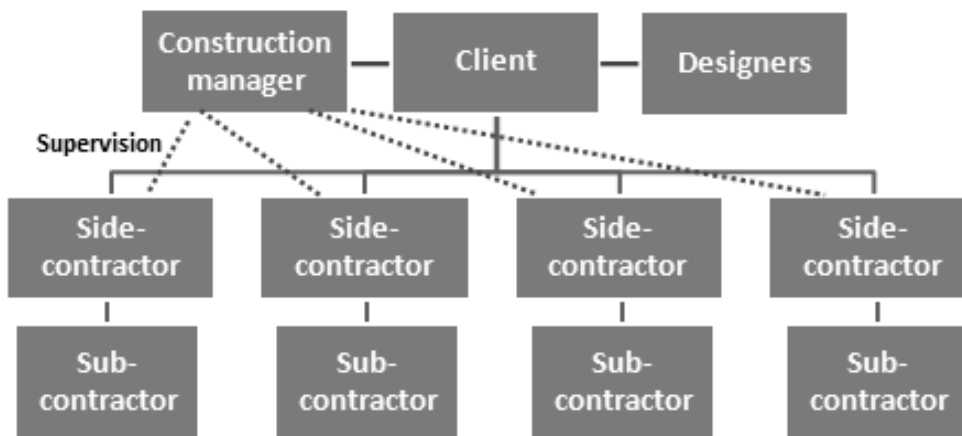 Construction
manager
Client
Designers
Supervision
Side-
contractor
Side-
contractor
Side-
contractor
Side-
contractor
Sub-
contractor
Sub-
contractor
Sub-
contractor
Sub-
contractor